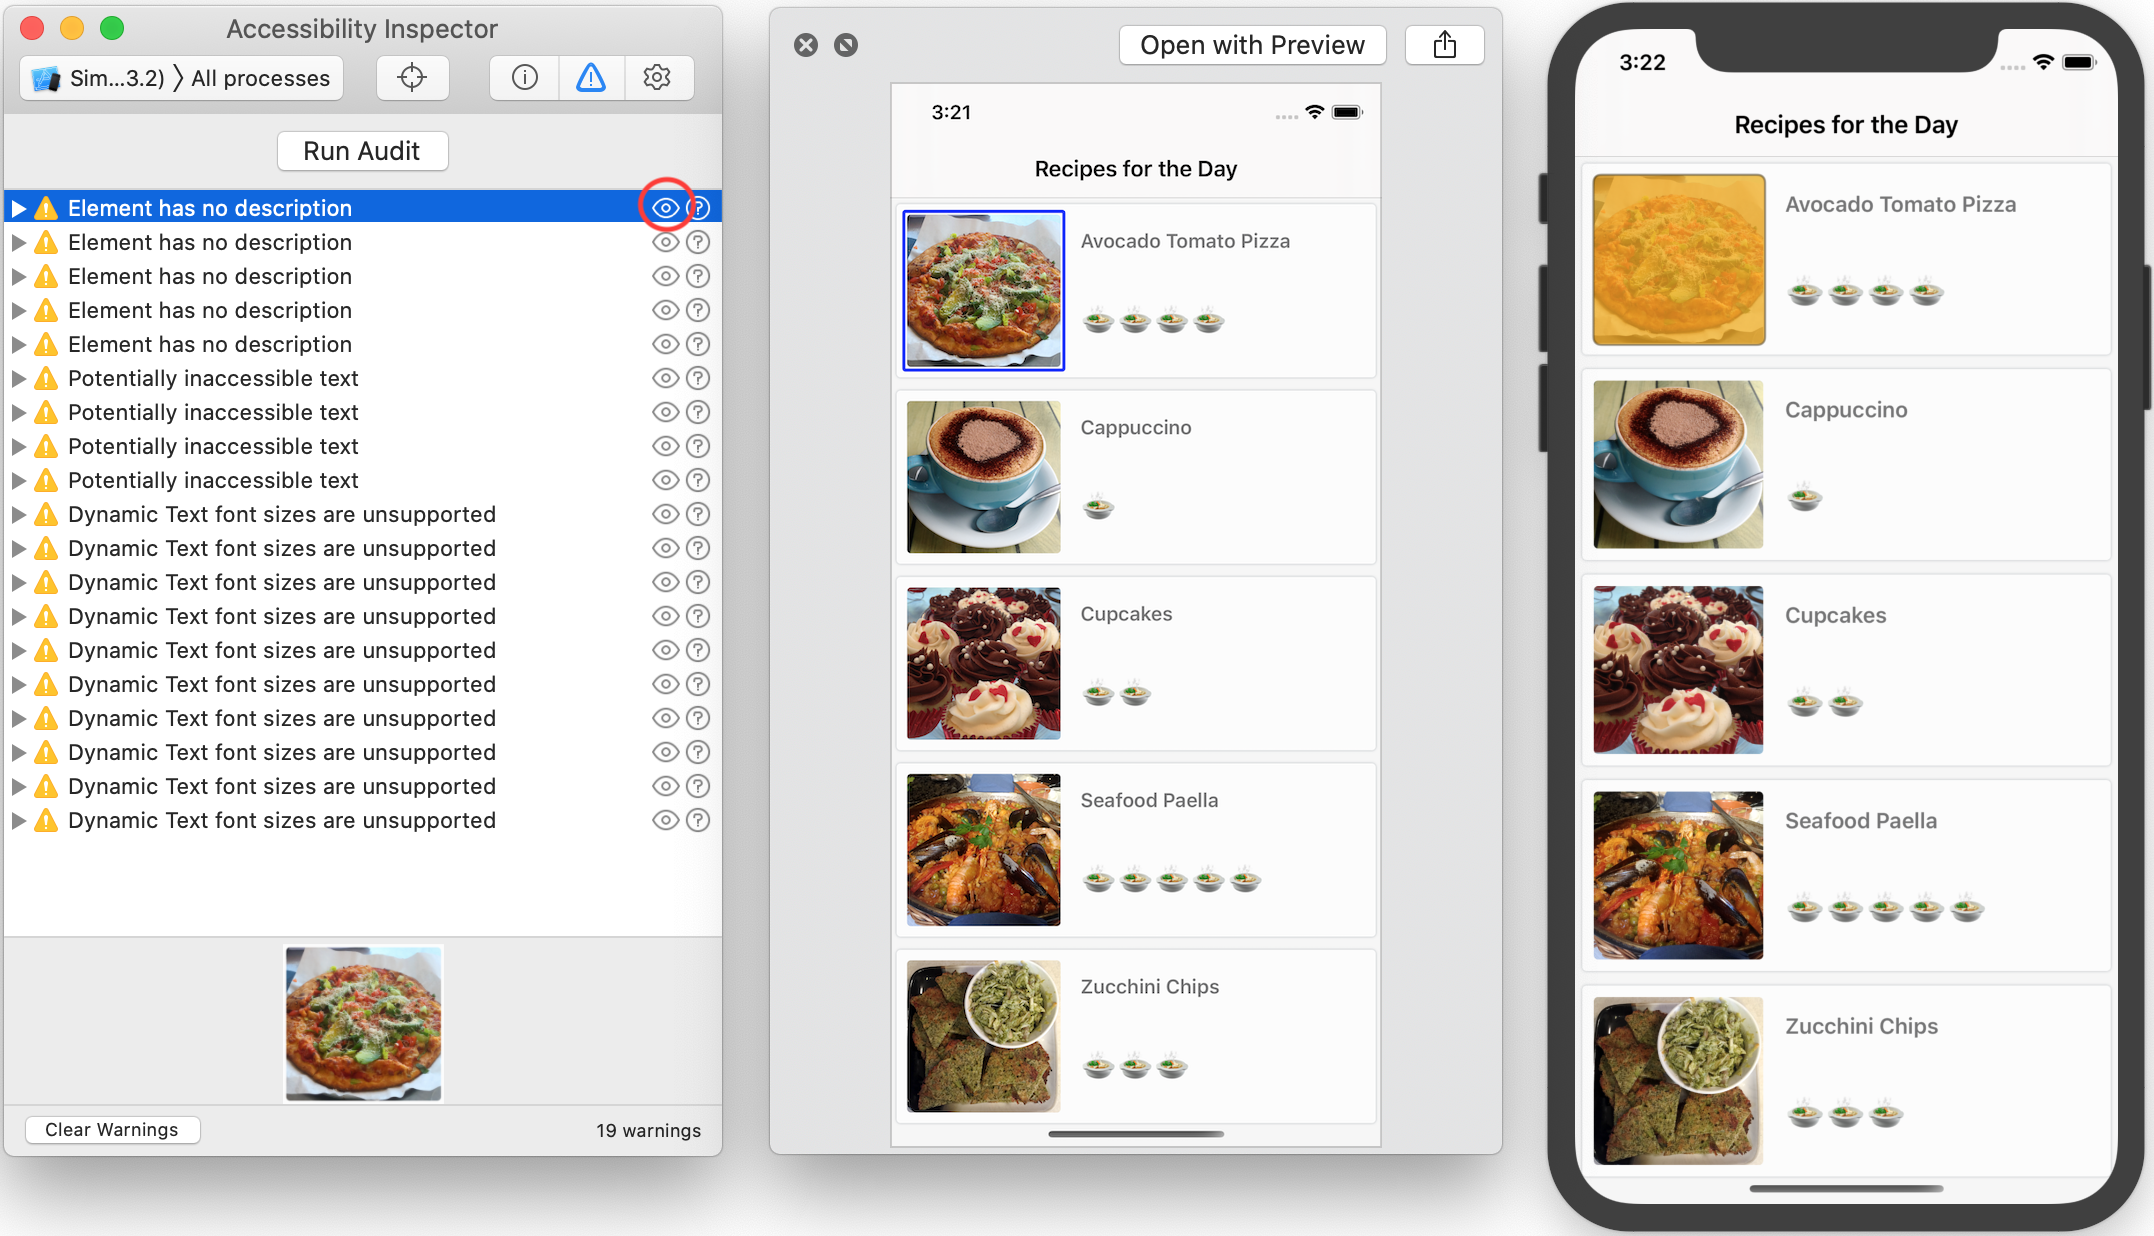 Accessibility Inspector
Sim...3.2) 〉 All processes
Run Audit
Element has no description
Element has no description
Element has no description
Element has no description
Element has no description
Potentially inaccessible text
Potentially inaccessible text
Potentially inaccessible text
Potentially inaccessible text
Dynamic Text font sizes are unsupported
Dynamic Text font sizes are unsupported
Dynamic Text font sizes are unsupported
Dynamic Text font sizes are unsupported
Dynamic Text font sizes are unsupported
Dynamic Text font sizes are unsupported
Dynamic Text font sizes are unsupported
Dynamic Text font sizes are unsupported
Dynamic Text font sizes are unsupported
Dynamic Text font sizes are unsupported
Clear Warnings
19 warnings
Open with Preview
3:21
Recipes for the Day
Avocado Tomato Pizza
Cappuccino
Cupcakes
Seafood Paella
Zucchini Chips
3:22
Recipes for the Day
Avocado Tomato Pizza
Cappuccino
Cupcakes
Seafood Paella
Zucchini Chips